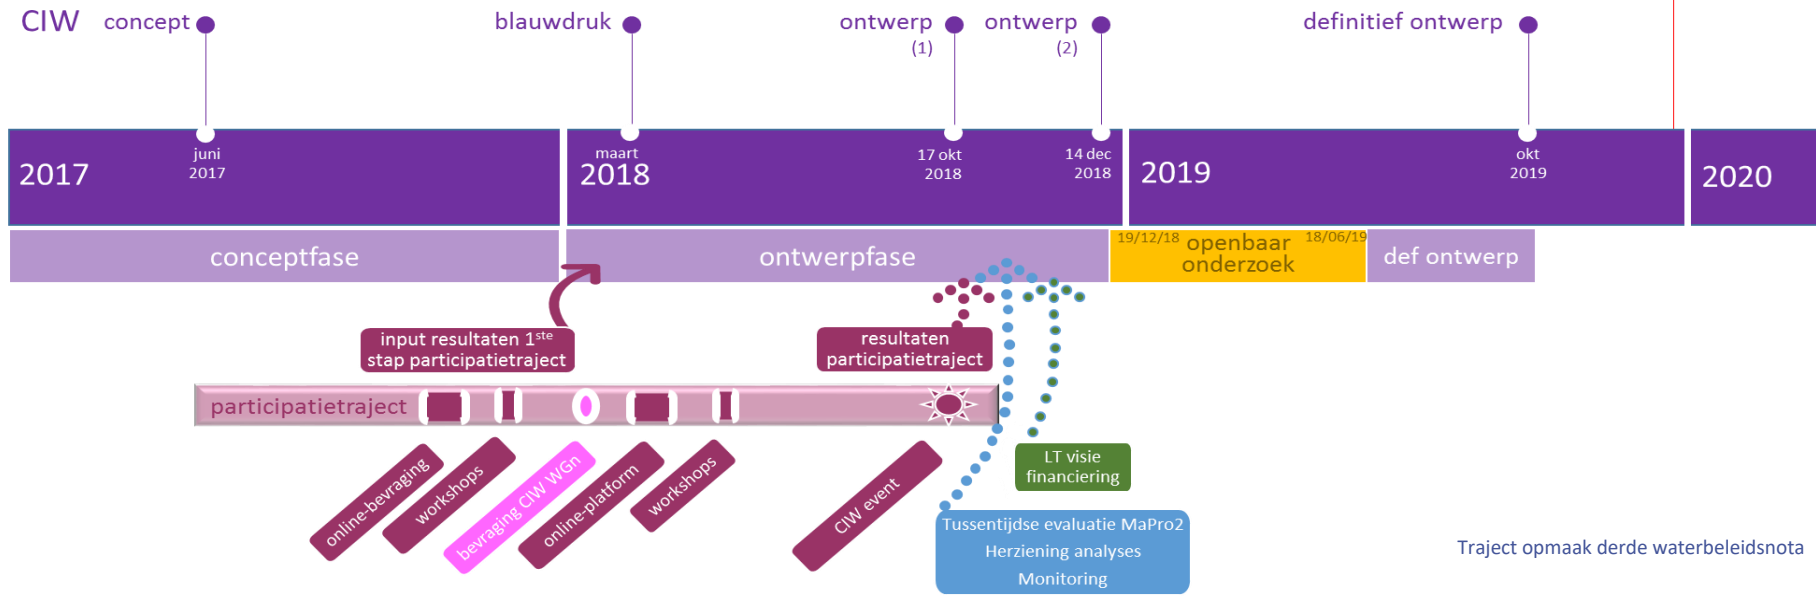 CIW
concept
blauwdruk
ontwerp
(1)
ontwerp
(2)
definitief ontwerp
2017
juni
2017
2018
maart
17 okt
2018
14 dec
2018
2019
okt
2019
2020
conceptfase
ontwerpfase
19/12/18
openbaar
onderzoek
18/06/19
def ontwerp
input resultaten 1ste
stap participatietraject
resultaten
participatietraject
participatietraject
online-bevraging
workshops
bevraging CIW WGn
online-platform
workshops
CIW event
LT visie
financiering
Tussentijdse evaluatie MaPro2
Herziening analyses
Monitoring
Traject opmaak derde waterbeleidsnota